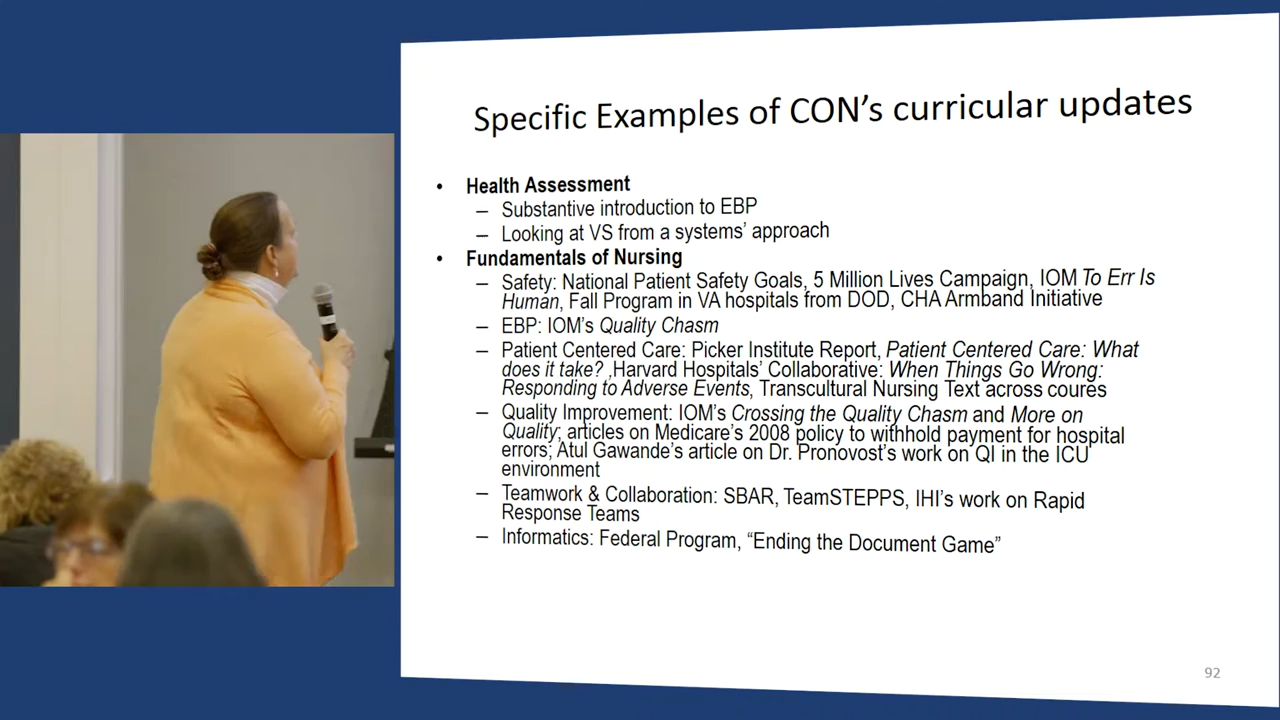 Specific Examples of CON's curricular updates
• Health Assessment
– Substantive introduction to EBP
– Looking at VS from a systems' approach
• Fundamentals of Nursing
– Safety: National Patient Safety Goals, 5 Million Lives Campaign, IOM To Err Is
Human, Fall Program in VA hospitals from DOD, CHA Armband Initiative
– EBP: IOM's Quality Chasm
– Patient Centered Care: Picker Institute Report, Patient Centered Care: What
does it take? ,Harvard Hospitals' Collaborative: When Things Go Wrong:
Responding to Adverse Events, Transcultural Nursing Text across coures
– Quality Improvement: IOM's Crossing the Quality Chasm and More on
Quality; articles on Medicare's 2008 policy to withhold payment for hospital
errors; Atul Gawande's article on Dr. Pronovost's work on QI in the ICU
environment
– Teamwork & Collaboration: SBAR, TeamSTEPPS, IHI's work on Rapid
Response Teams
– Informatics: Federal Program, “Ending the Document Game”
92